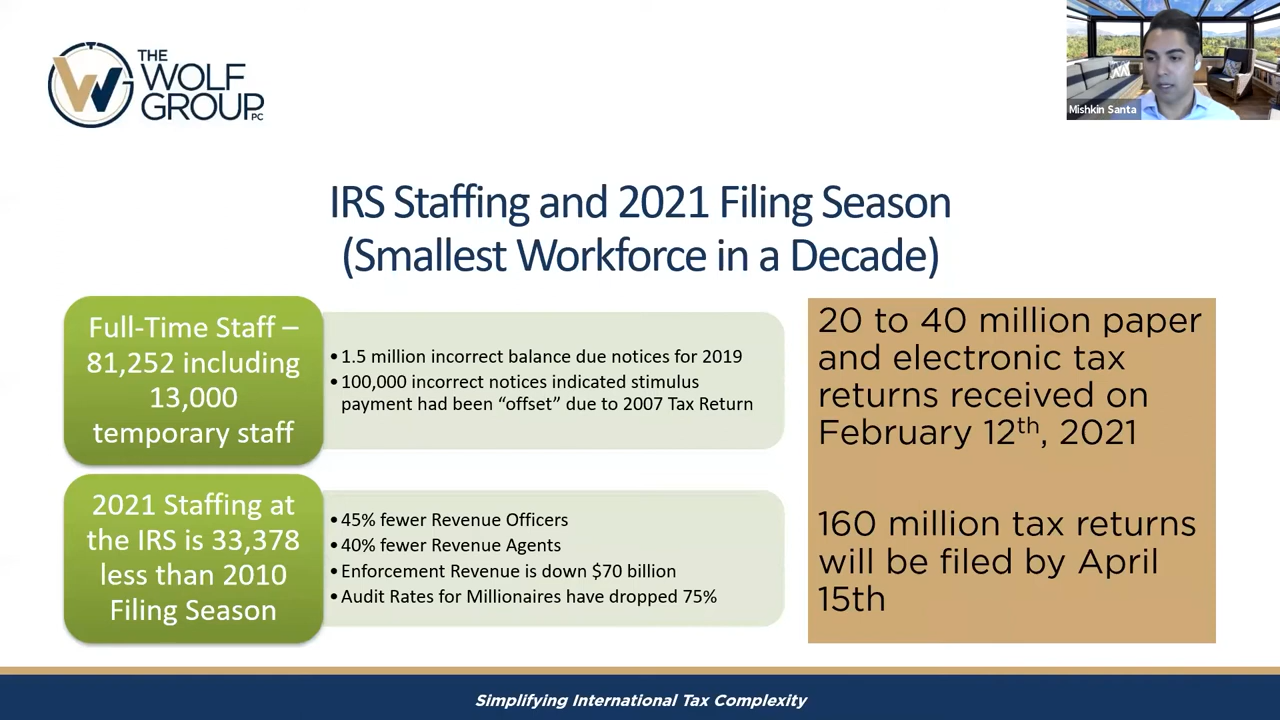 THE
WOLF
GROUP PC
Mishkin Santa
IRS Staffing and 2021 Filing Season
(Smallest Workforce in a Decade)
Full-Time Staff –
81,252 including
13,000
temporary staff
• 1.5 million incorrect balance due notices for 2019
• 100,000 incorrect notices indicated stimulus
payment had been “offset” due to 2007 Tax Return
2021 Staffing at
the IRS is 33,378
less than 2010
Filing Season
• 45% fewer Revenue Officers
• 40% fewer Revenue Agents
• Enforcement Revenue is down $70 billion
• Audit Rates for Millionaires have dropped 75%
20 to 40 million paper
and electronic tax
returns received on
February 12th, 2021
160 million tax returns
will be filed by April
15th
Simplifying International Tax Complexity